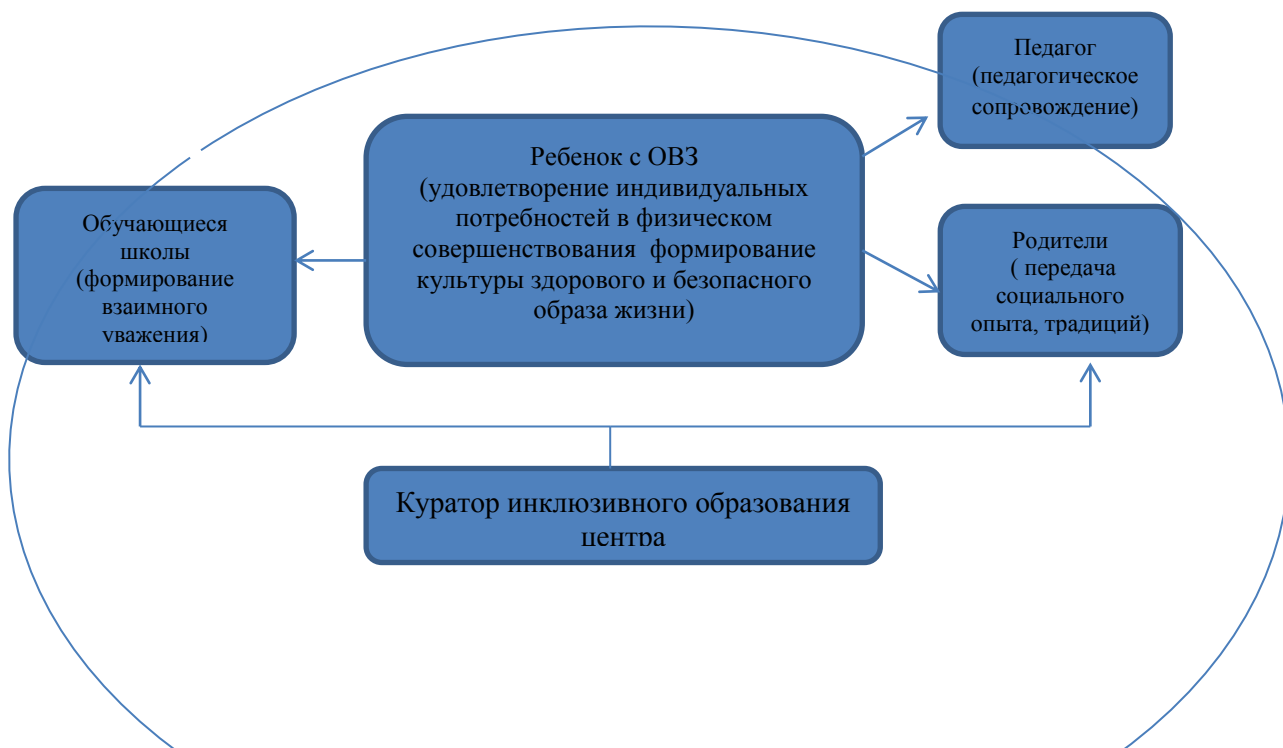 Педагог
(педагогическое
сопровождение)
Ребенок с ОВЗ
(удовлетворение индивидуальных
потребностей в физическом
совершенствования формирование
культуры здорового и безопасного
образа жизни)
Обучающиеся
школы
(формирование
взаимного
уважения)
Родители
( передача
социального
опыта, традиций)
Куратор инклюзивного образования
центра